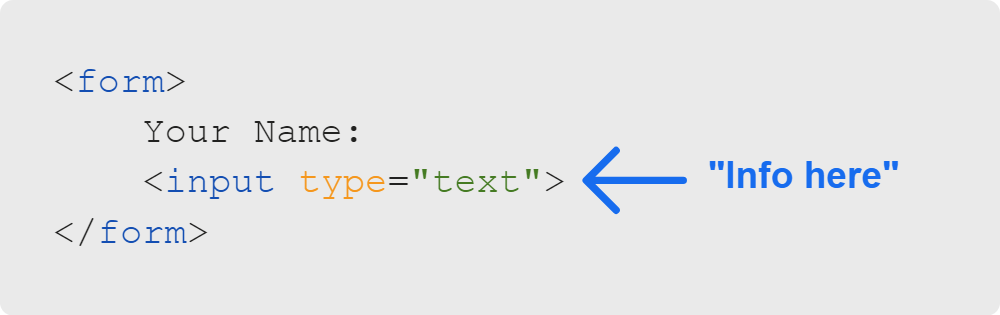 <form>
Your Name:
<input type="text">
"Info here"
</form>